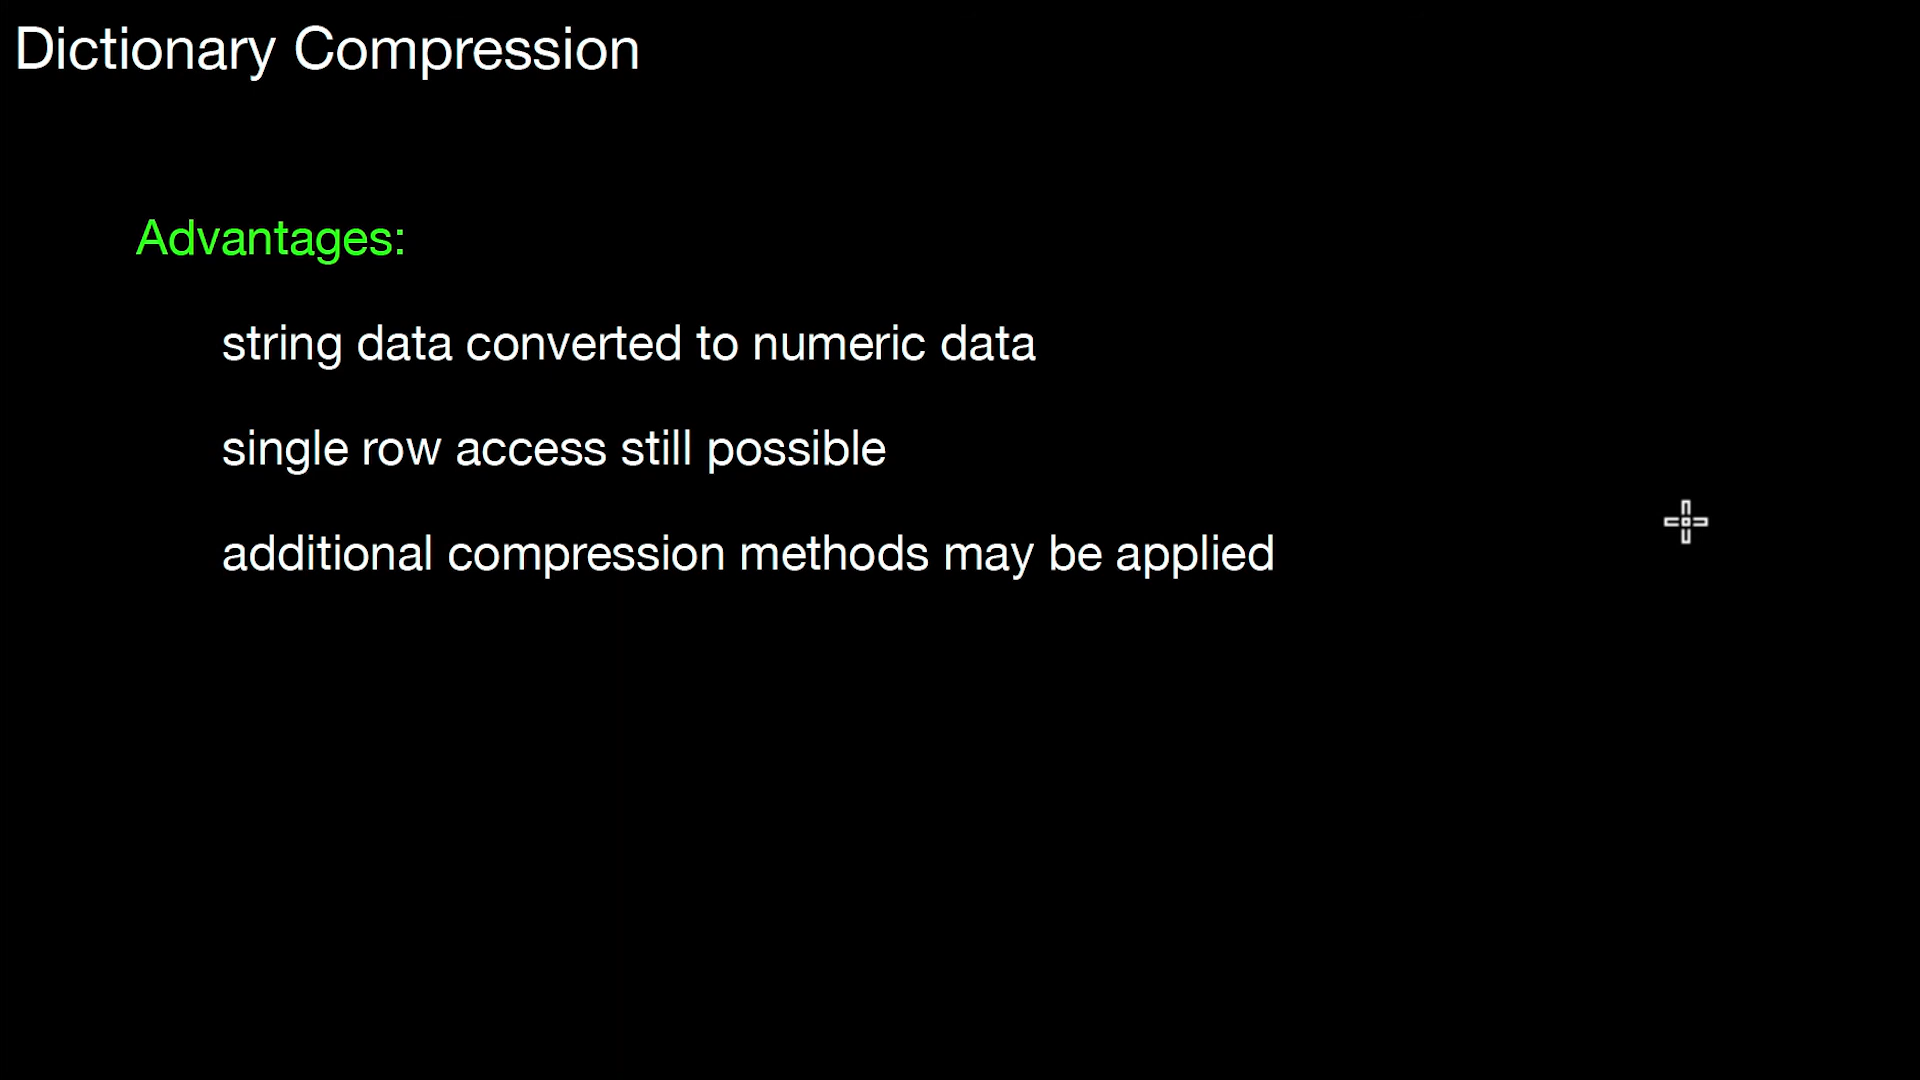 Dictionary Compression
Advantages:
string data converted to numeric data
single row access still possible
additional compression methods may be applied